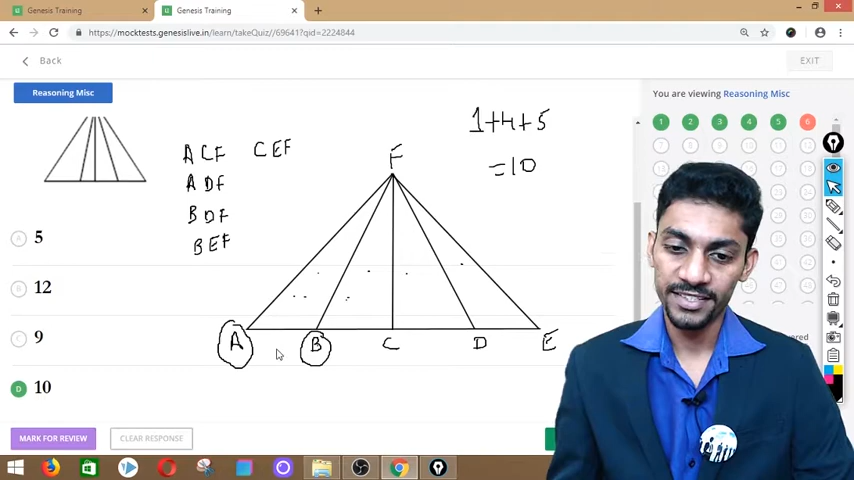 Genesis Training
Genesis Training
https://mocktests.genesislive.in/learn/takeQuiz//69641?qid=2224844
Back
EXIT
Reasoning Misc
You are viewing Reasoning Misc
1 2 3 4 5 6
1+4+5
=10
ACF CEF
ADF
BDF
BEF
F
A B C D E
A 5
B 12
C 9
D 10
MARK FOR REVIEW
CLEAR RESPONSE